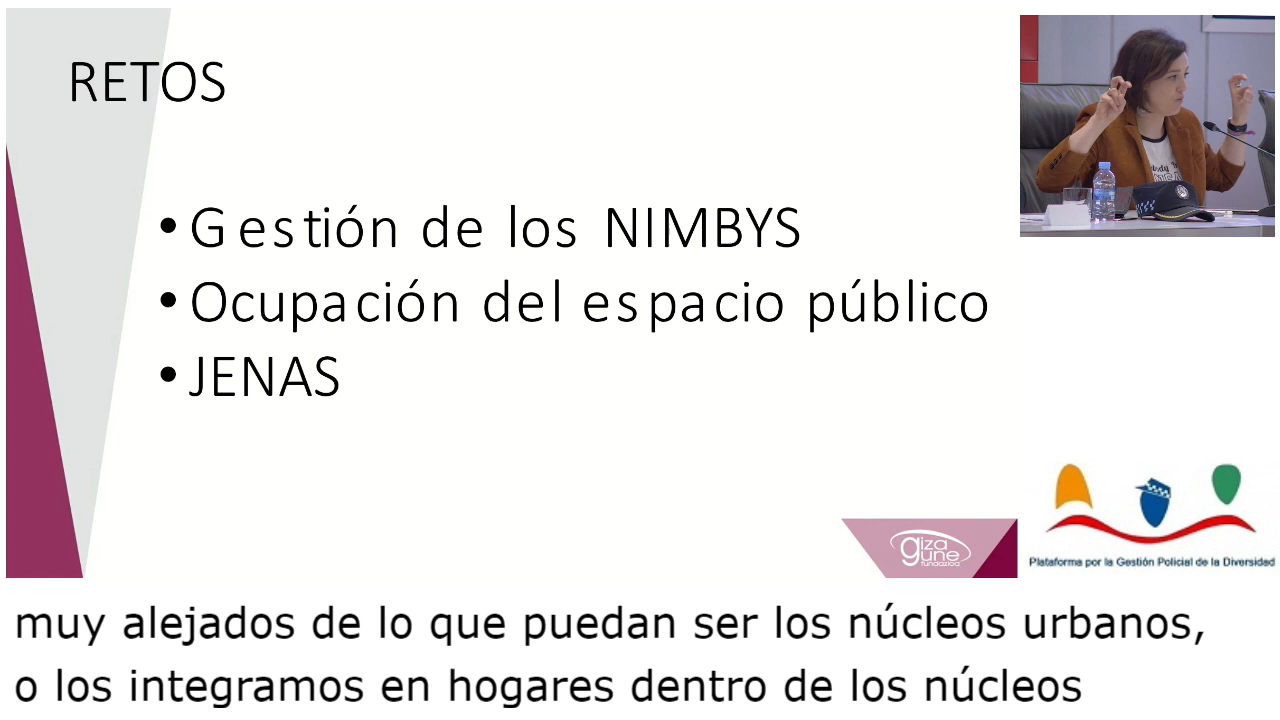 RETOS
• Gestión de los NIMBYS
• Ocupación del espacio público
• JENAS
giza
gune
fundazioa
Plataforma por la Gestión Policial de la Diversidad
muy alejados de lo que puedan ser los núcleos urbanos,
o los integramos en hogares dentro de los núcleos